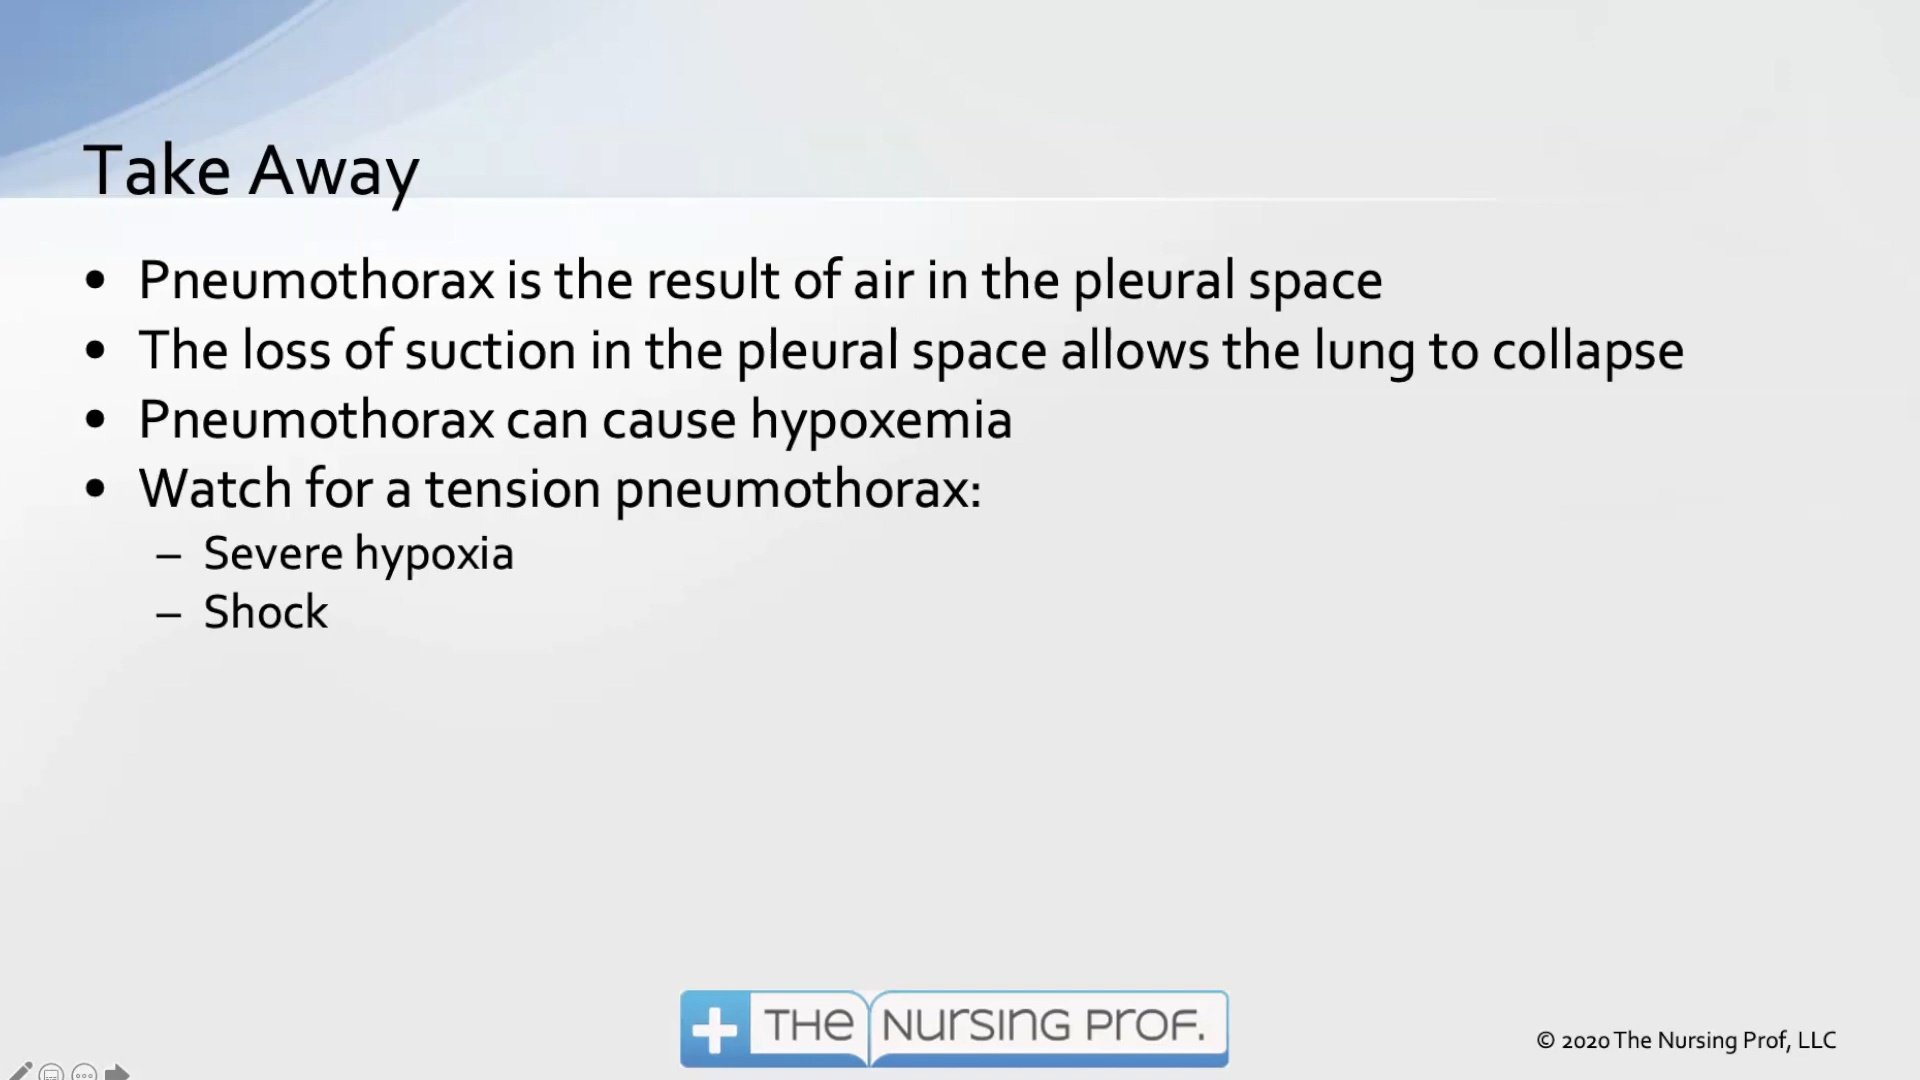 Take Away
• Pneumothorax is the result of air in the pleural space
• The loss of suction in the pleural space allows the lung to collapse
• Pneumothorax can cause hypoxemia
• Watch for a tension pneumothorax:
– Severe hypoxia
– Shock
THE NURSING PROF.
© 2020 The Nursing Prof, LLC